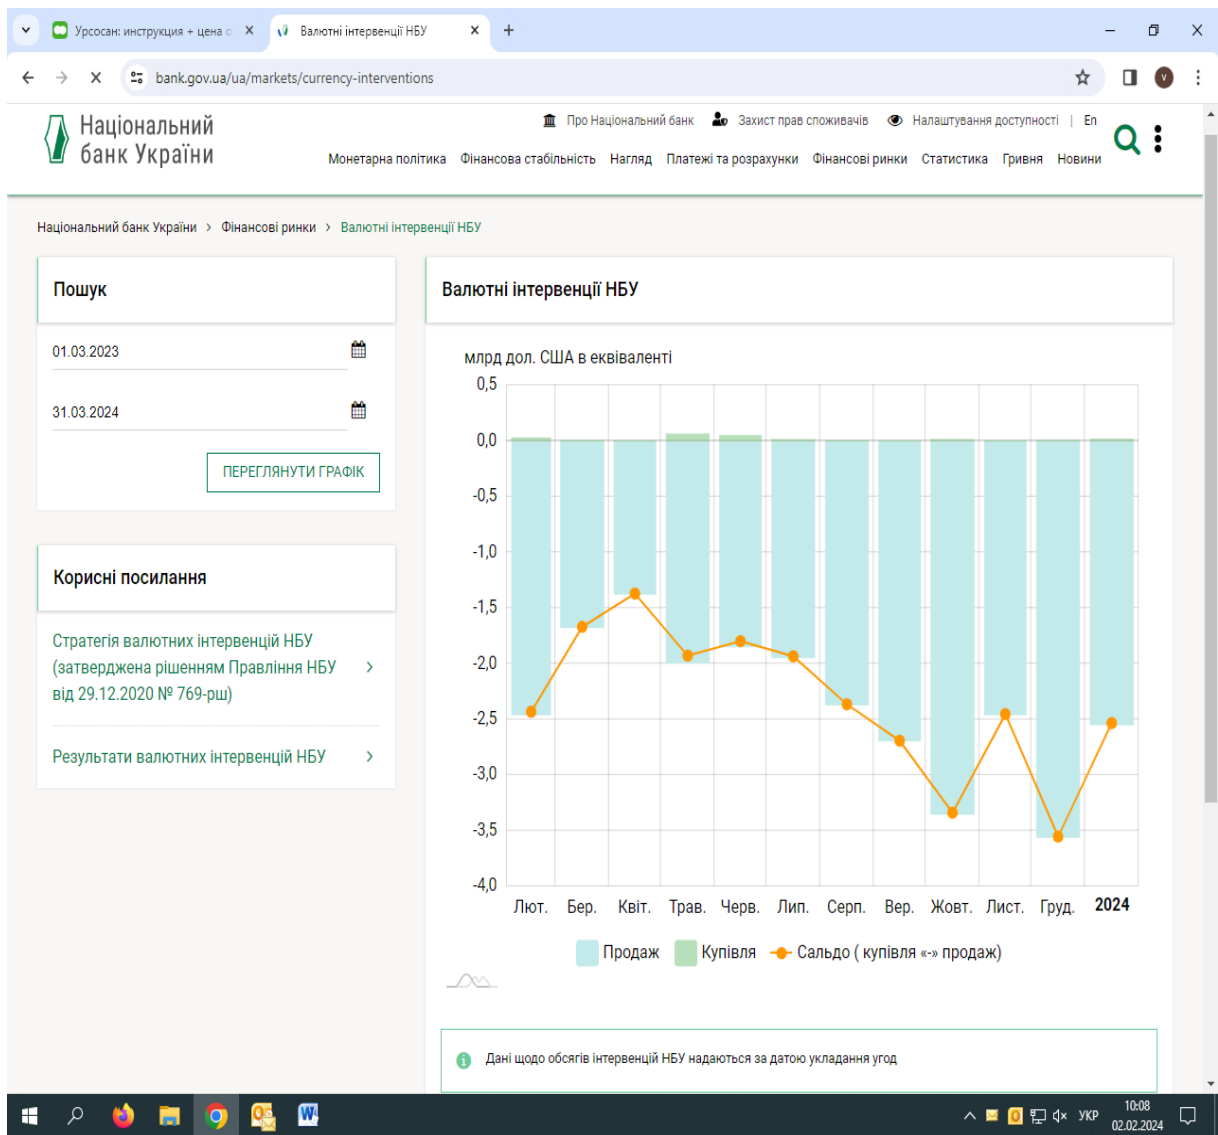 Урсосан: инструкция + цена с
Валютні інтервенції НБУ
bank.gov.ua/ua/markets/currency-interventions
V
Національний
банк України
Про Національний банк Захист прав споживачів Налаштування доступності | En
Монетарна політика Фінансова стабільність Нагляд Платежі та розрахунки Фінансові ринки Статистика Гривня Новини
Національний банк України > Фінансові ринки > Валютні інтервенції НБУ
Пошук
01.03.2023
31.03.2024
ПЕРЕГЛЯНУТИ ГРАФІК
Корисні посилання
Стратегія валютних інтервенцій НБУ
(затверджена рішенням Правління НБУ
від 29.12.2020 № 769-рш)
Результати валютних інтервенцій НБУ
Валютні інтервенції НБУ
млрд дол. США в еквіваленті
0,5
0,0
-0,5
-1,0
-1,5
-2,0
-2,5
-3,0
-3,5
-4,0
Лют. Бер. Квіт. Трав. Черв. Лип. Серп. Вер. Жовт. Лист. Груд. 2024
Продаж Купівля Сальдо ( купівля «-» продаж)
Дані щодо обсягів інтервенцій НБУ надаються за датою укладання угод
УКР
10:08
02.02.2024